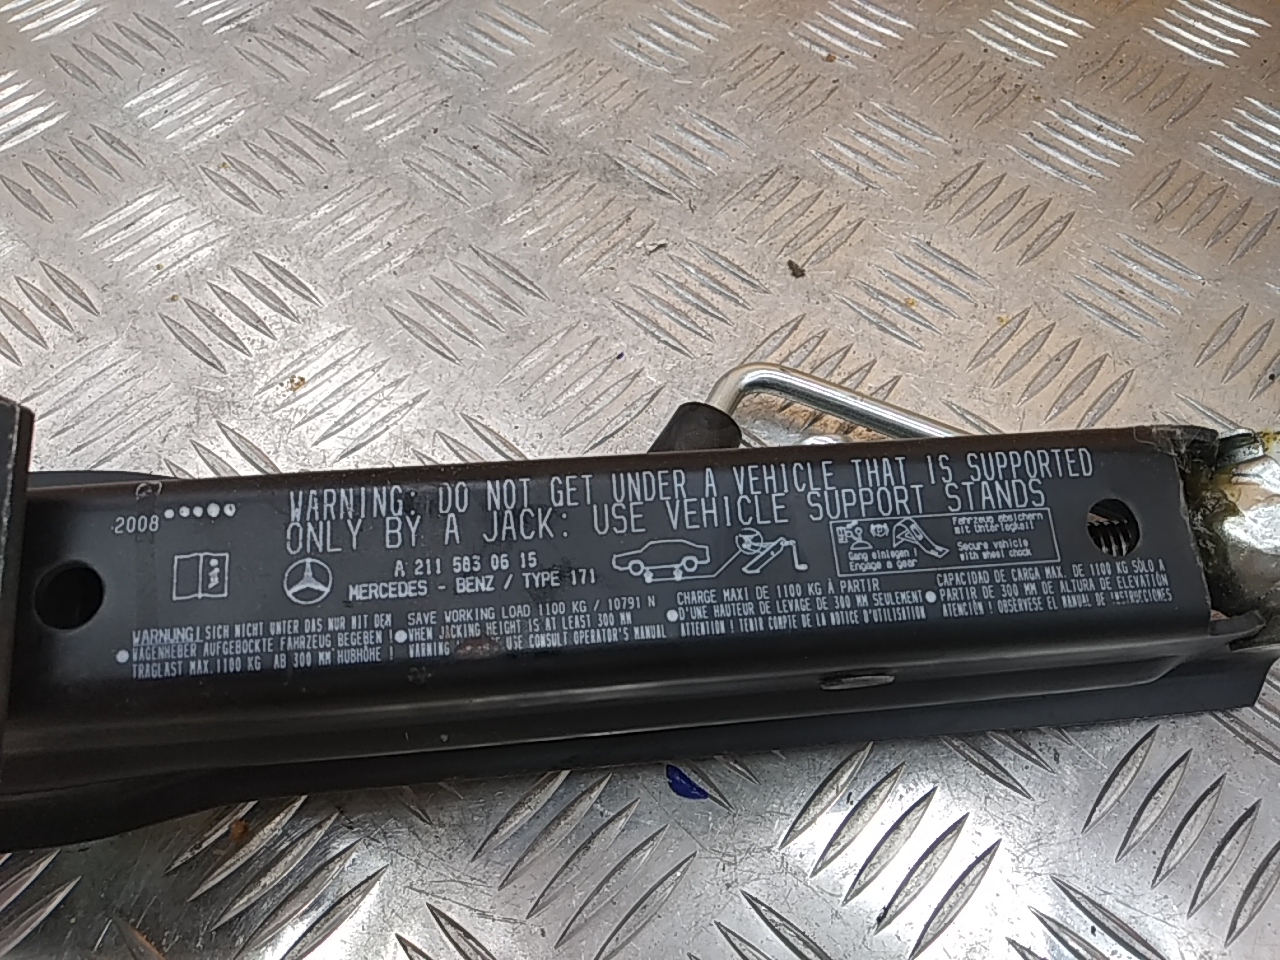 WARNING: DO NOT GET UNDER A VEHICLE THAT IS SUPPORTED
ONLY BY A JACK: USE VEHICLE SUPPORT STANDS
2008
A 211 583 06 15
MERCEDES - BENZ / TYPE 171
Gang einlegen !
Engage a gear
Fahrzeug absichern
mit Unterlegkeil!
Secure vehicle
with wheel chock
WARNUNG! SICH NICHT UNTER DAS NUR MIT DEM
WAGENHEBER AUFGEBOCKTE FAHRZEUG BEGEBEN !
TRAGLAST MAX. 1100 KG AB 300 MM HUBHÖHE !
SAVE WORKING LOAD 1100 KG / 10791 N
WHEN JACKING HEIGHT IS AT LEAST 300 MM
WARNING USE CONSULT OPERATOR'S MANUAL
CHARGE MAXI DE 1100 KG À PARTIR
D'UNE HAUTEUR DE LEVAGE DE 300 MM SEULEMENT
ATTENTION ! TENIR COMPTE DE LA NOTICE D'UTILISATION
CAPACIDAD DE CARGA MAX. DE 1100 KG SÓLO A
PARTIR DE 300 MM DE ALTURA DE ELEVATIÓN
ATENCIÓN ! OBSÉRVESE EL MANUAL DE INSTRUCCIONES